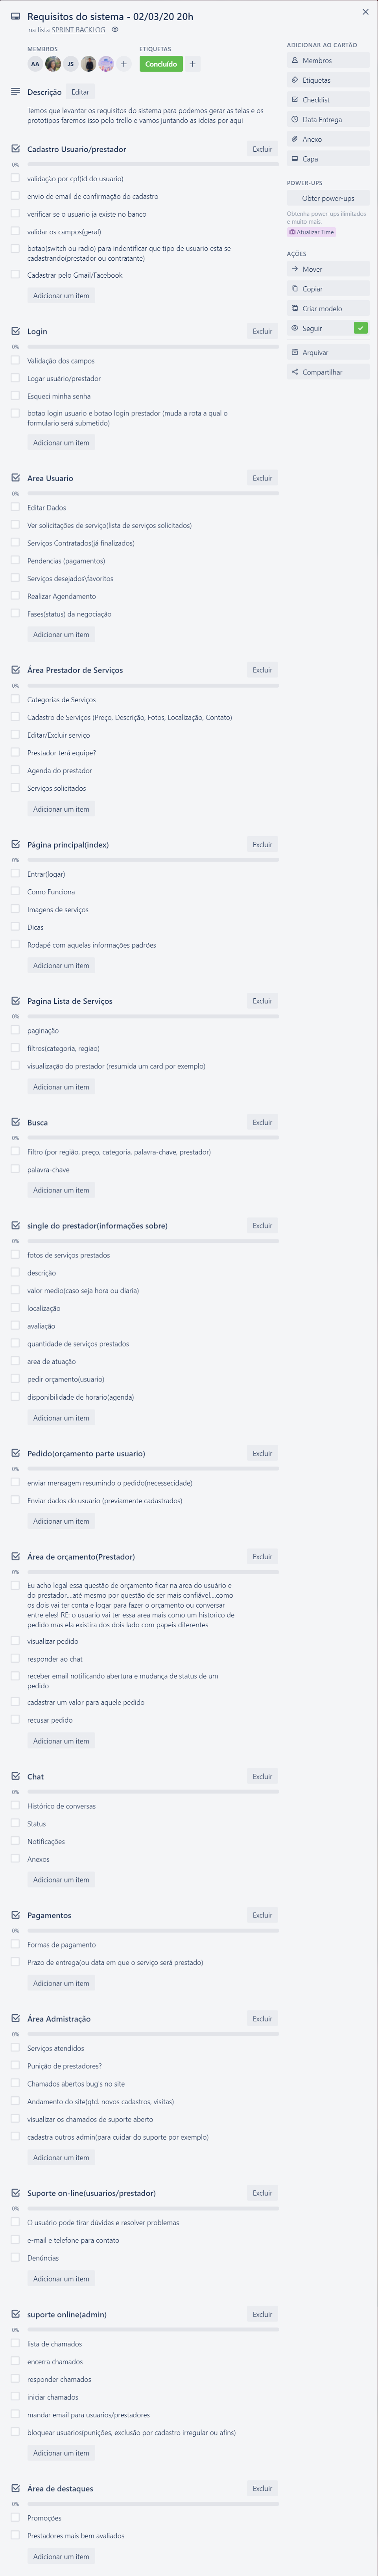 Requisitos do sistema - 02/03/20 20h
na lista SPRINT BACKLOG
MEMBROS
ETIQUETAS
AA
JS
Concluído
Descrição
Editar
Temos que levantar os requisitos do sistema para podemos gerar as telas e os
prototipos faremos isso pelo trello e vamos juntando as ideias por aqui
ADICIONAR AO CARTÃO
Membros
Etiquetas
Checklist
Data Entrega
Anexo
Capa
POWER-UPS
Obter power-ups
Obtenha power-ups ilimitados
e muito mais.
Atualizar Time
AÇÕES
Mover
Copiar
Criar modelo
Seguir
Arquivar
Compartilhar
Cadastro Usuario/prestador
Excluir
0%
validação por cpf(id do usuario)
envio de email de confirmação do cadastro
verificar se o usuario ja existe no banco
validar os campos(geral)
botao(switch ou radio) para indentificar que tipo de usuario esta se
cadastrando(prestador ou contratante)
Cadastrar pelo Gmail/Facebook
Adicionar um item
Login
Excluir
0%
Validação dos campos
Logar usuário/prestador
Esqueci minha senha
botao login usuario e botao login prestador (muda a rota a qual o
formulario será submetido)
Adicionar um item
Area Usuario
Excluir
0%
Editar Dados
Ver solicitações de serviço(lista de serviços solicitados)
Serviços Contratados(já finalizados)
Pendencias (pagamentos)
Serviços desejados\favoritos
Realizar Agendamento
Fases(status) da negociação
Adicionar um item
Área Prestador de Serviços
Excluir
0%
Categorias de Serviços
Cadastro de Serviços (Preço, Descrição, Fotos, Localização, Contato)
Editar/Excluir serviço
Prestador terá equipe?
Agenda do prestador
Serviços solicitados
Adicionar um item
Página principal(index)
Excluir
0%
Entrar(logar)
Como Funciona
Imagens de serviços
Dicas
Rodapé com aquelas informações padrões
Adicionar um item
Pagina Lista de Serviços
Excluir
0%
paginação
filtros(categoria, regiao)
visualização do prestador (resumida um card por exemplo)
Adicionar um item
Busca
Excluir
0%
Filtro (por região, preço, categoria, palavra-chave, prestador)
palavra-chave
Adicionar um item
single do prestador(informações sobre)
Excluir
0%
fotos de serviços prestados
descrição
valor medio(caso seja hora ou diaria)
localização
avaliação
quantidade de serviços prestados
area de atuação
pedir orçamento(usuario)
disponibilidade de horario(agenda)
Adicionar um item
Pedido(orçamento parte usuario)
Excluir
0%
enviar mensagem resumindo o pedido(necessecidade)
Enviar dados do usuario (previamente cadastrados)
Adicionar um item
Área de orçamento(Prestador)
Excluir
0%
Eu acho legal essa questão de orçamento ficar na area do usuário e
do prestador....até mesmo por questão de ser mais confiável....como
os dois vai ter conta e logar para fazer o orçamento ou conversar
entre eles! RE: o usuario vai ter essa area mais como um historico de
pedido mas ela existira dos dois lado com papeis diferentes
visualizar pedido
responder ao chat
receber email notificando abertura e mudança de status de um
pedido
cadastrar um valor para aquele pedido
recusar pedido
Adicionar um item
Chat
Excluir
0%
Histórico de conversas
Status
Notificações
Anexos
Adicionar um item
Pagamentos
Excluir
0%
Formas de pagamento
Prazo de entrega(ou data em que o serviço será prestado)
Adicionar um item
Área Admistração
Excluir
0%
Serviços atendidos
Punição de prestadores?
Chamados abertos bug's no site
Andamento do site(qtd. novos cadastros, visitas)
visualizar os chamados de suporte aberto
cadastra outros admin(para cuidar do suporte por exemplo)
Adicionar um item
Suporte on-line(usuarios/prestador)
Excluir
0%
O usuário pode tirar dúvidas e resolver problemas
e-mail e telefone para contato
Denúncias
Adicionar um item
suporte online(admin)
Excluir
0%
lista de chamados
encerra chamados
responder chamados
iniciar chamados
mandar email para usuarios/prestadores
bloquear usuarios(punições, exclusão por cadastro irregular ou afins)
Adicionar um item
Área de destaques
Excluir
0%
Promoções
Prestadores mais bem avaliados
Adicionar um item